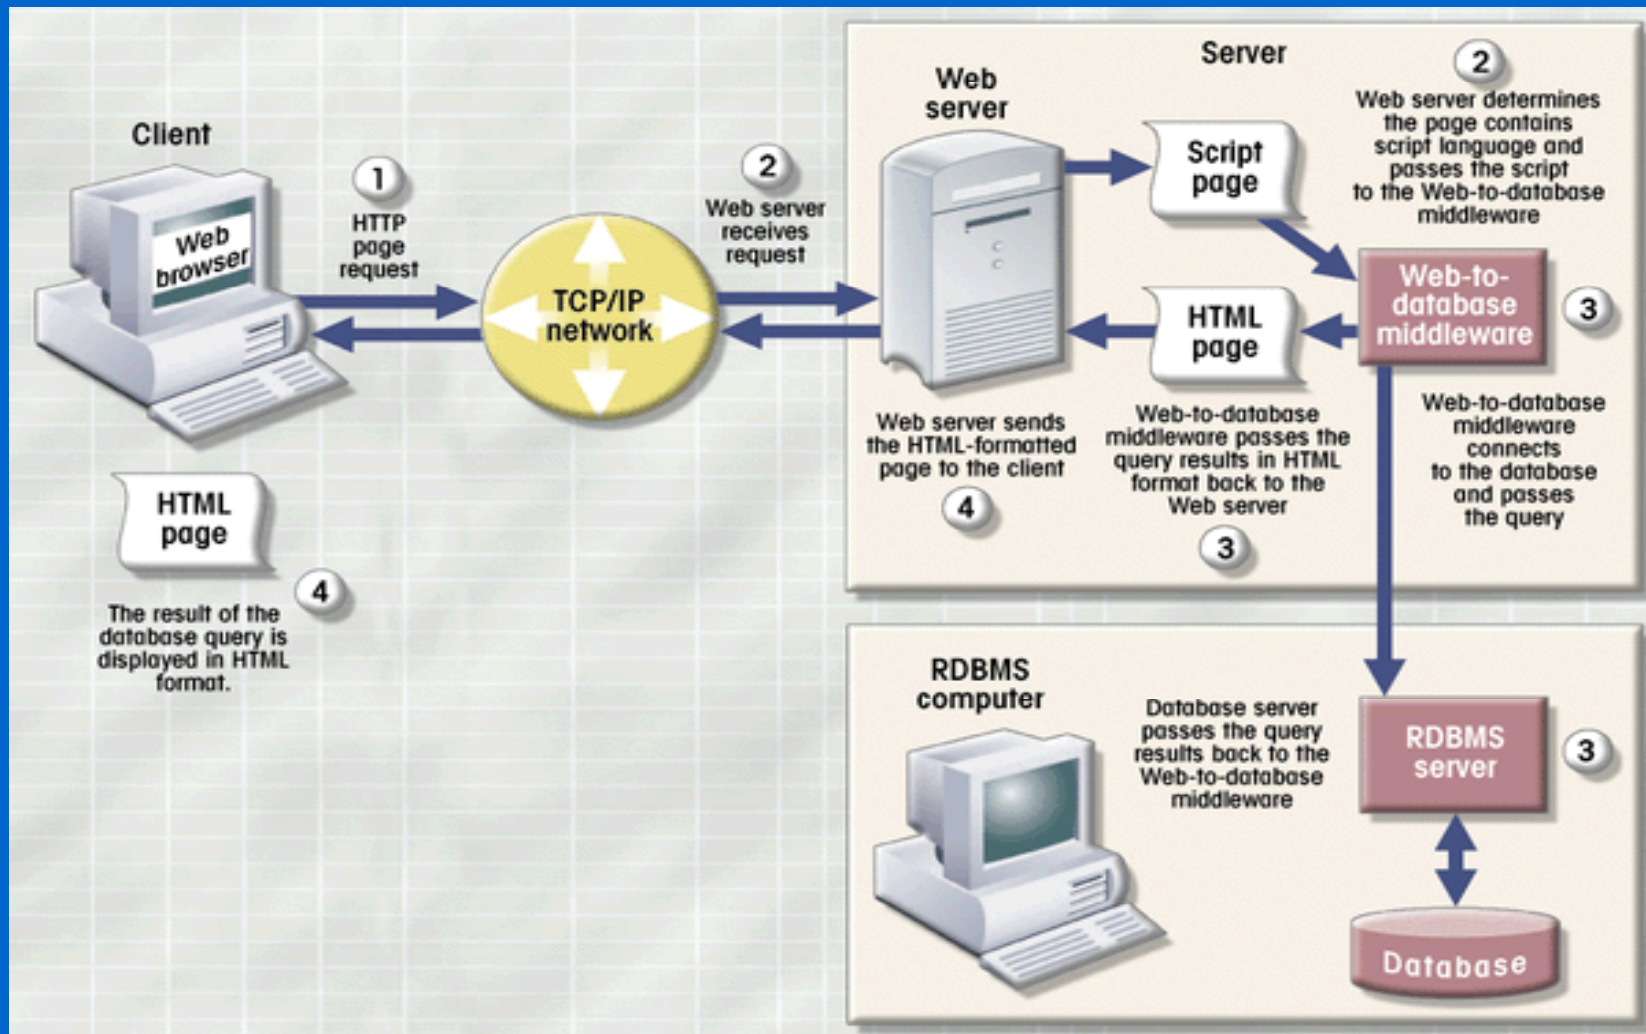 Client
Web
browser
1
HTTP
page
request
TCP/IP
network
2
Web server
receives
request
HTML
page
4
The result of the
database query is
displayed in HTML
format.
Server
Web
server
Script
page
2
Web server determines
the page contains
script language and
passes the script
to the Web-to-database
middleware
Web-to-
database
middleware
3
HTML
page
Web server sends
the HTML-formatted
page to the client
4
Web-to-database
middleware passes the
query results in HTML
format back to the
Web server
3
Web-to-database
middleware
connects
to the database
and passes
the query
RDBMS
computer
Database server
passes the query
results back to the
Web-to-database
middleware
RDBMS
server
3
Database